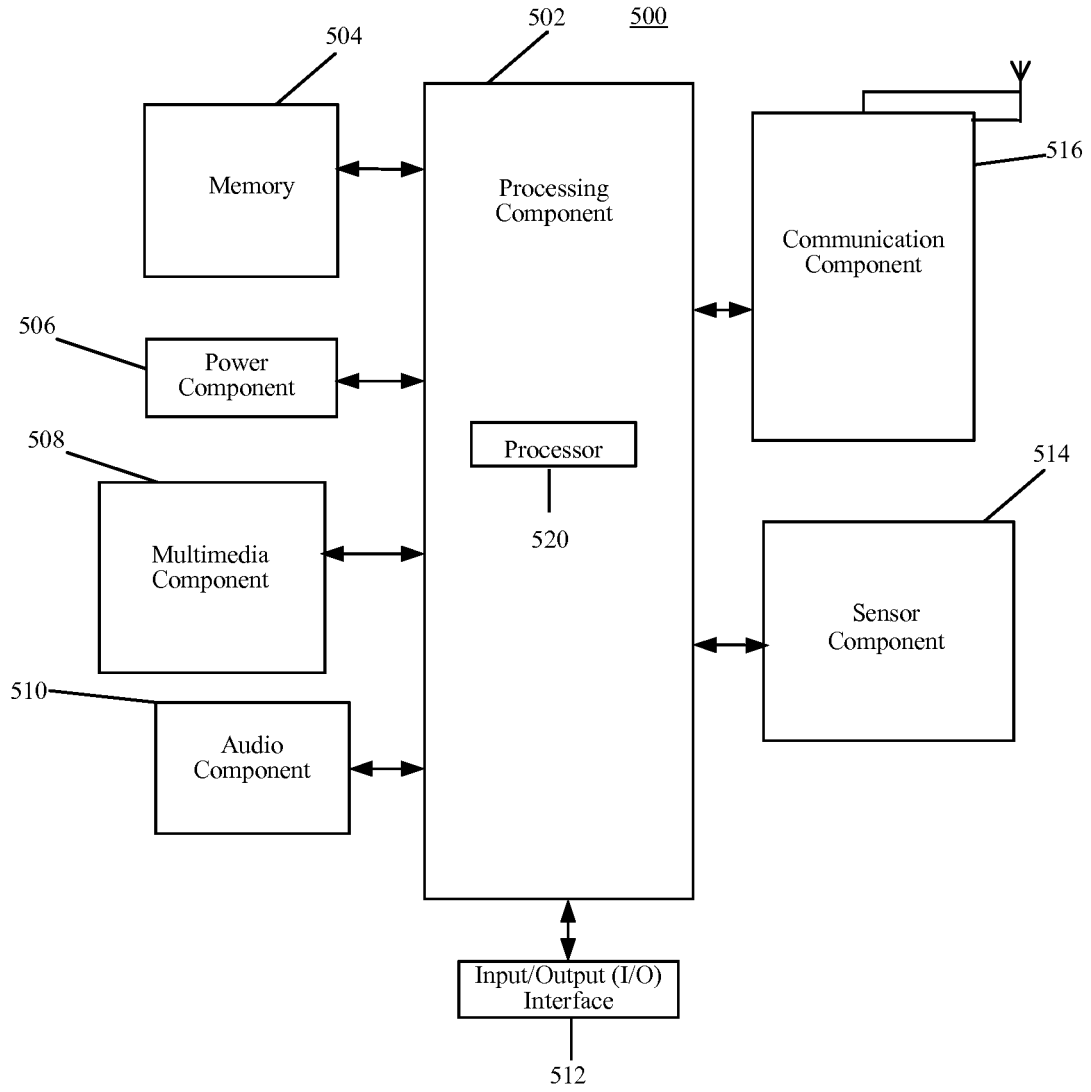 500
502
504
Memory
Processing
Component
516
Communication
Component
506
Power
Component
508
Multimedia
Component
Processor
520
514
Sensor
Component
510
Audio
Component
Input/Output (I/O)
Interface
512